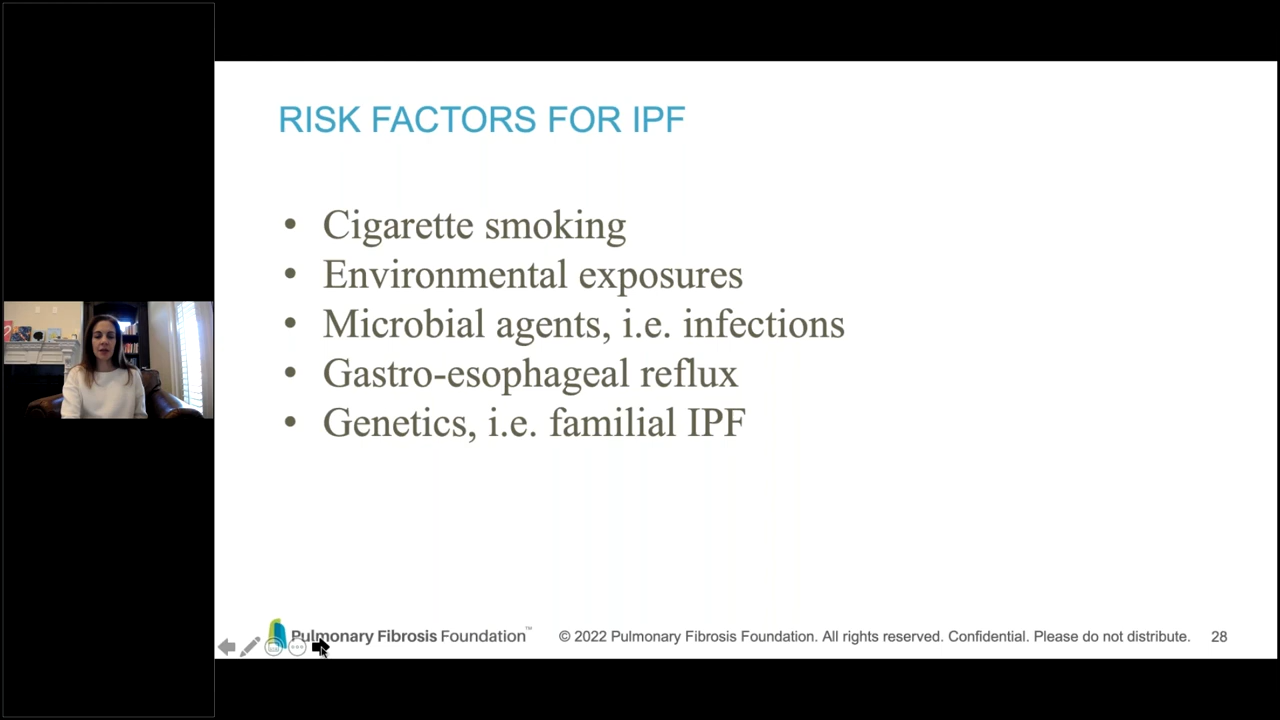 RISK FACTORS FOR IPF
• Cigarette smoking
• Environmental exposures
• Microbial agents, i.e. infections
• Gastro-esophageal reflux
• Genetics, i.e. familial IPF
Pulmonary Fibrosis Foundation™ © 2022 Pulmonary Fibrosis Foundation. All rights reserved. Confidential. Please do not distribute. 28